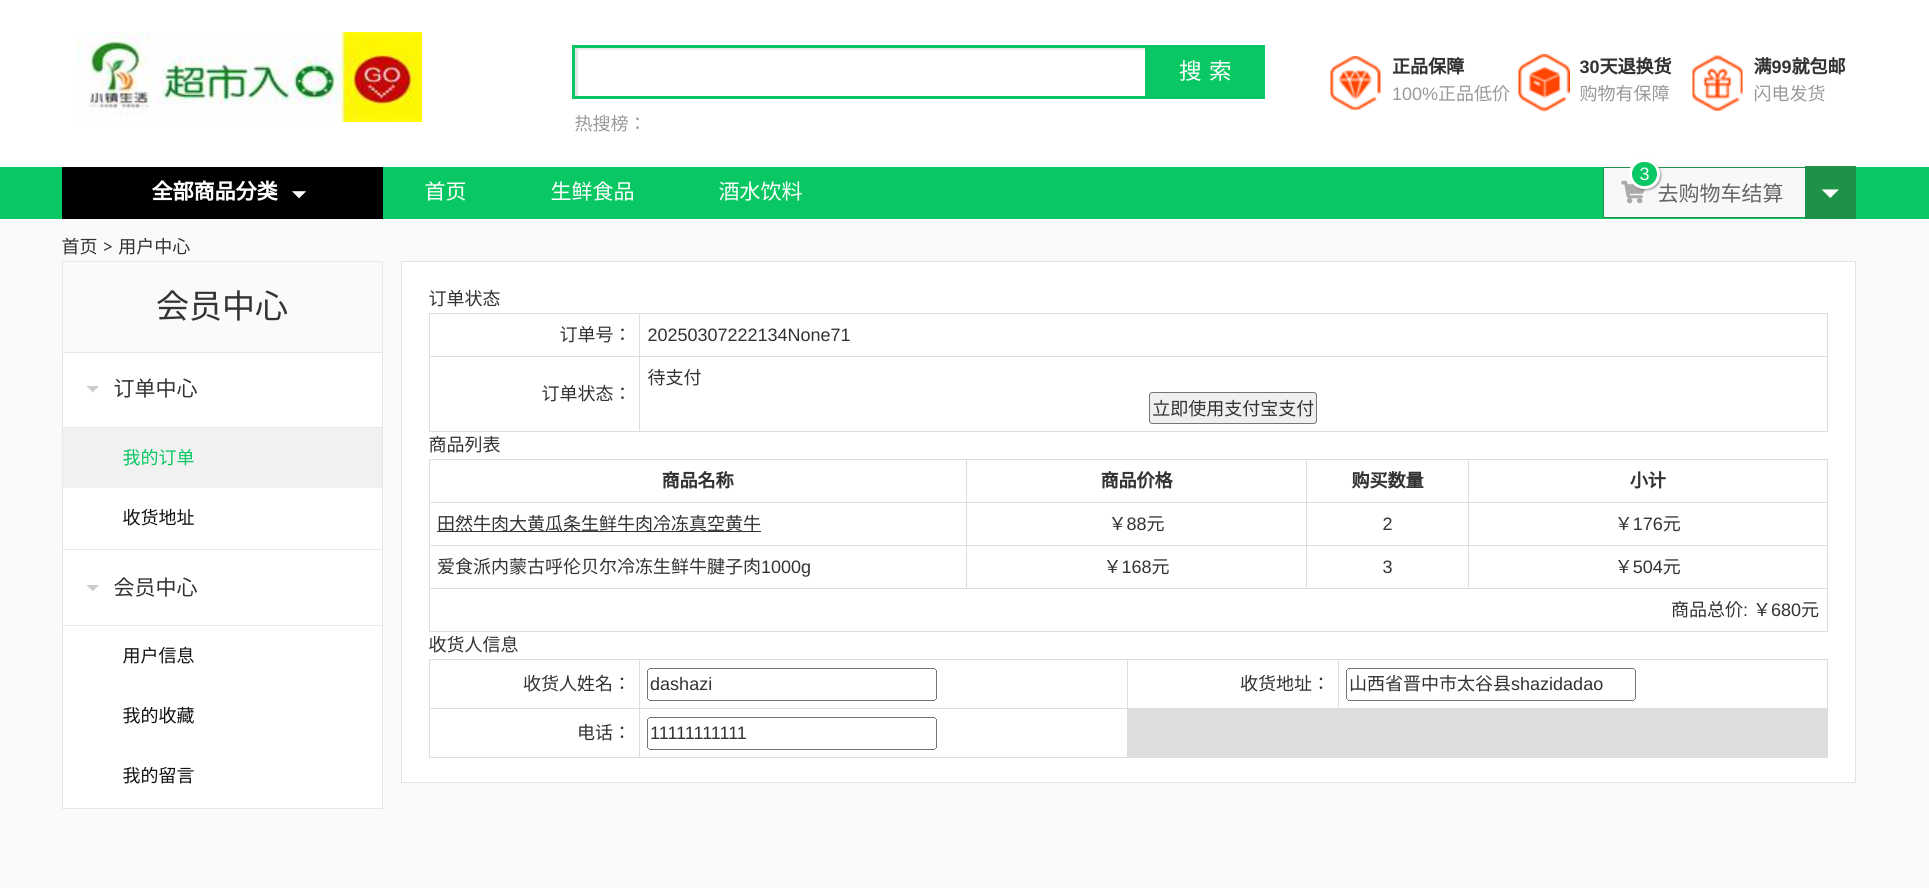 小镇生活
超市入口
GO
搜 索
热搜榜：
正品保障
100%正品低价
30天退换货
购物有保障
满99就包邮
闪电发货
全部商品分类
首页
生鲜食品
酒水饮料
3
去购物车结算
首页 > 用户中心
会员中心
订单中心
我的订单
收货地址
会员中心
用户信息
我的收藏
我的留言
订单状态
订单号： 20250307222134None71
订单状态： 待支付
立即使用支付宝支付
商品列表
商品名称 商品价格 购买数量 小计
田然牛肉大黄瓜条生鲜牛肉冷冻真空黄牛 ￥88元 2 ￥176元
爱食派内蒙古呼伦贝尔冷冻生鲜牛腱子肉1000g ￥168元 3 ￥504元
商品总价: ￥680元
收货人信息
收货人姓名： dashazi 收货地址： 山西省晋中市太谷县shazidadao
电话： 11111111111